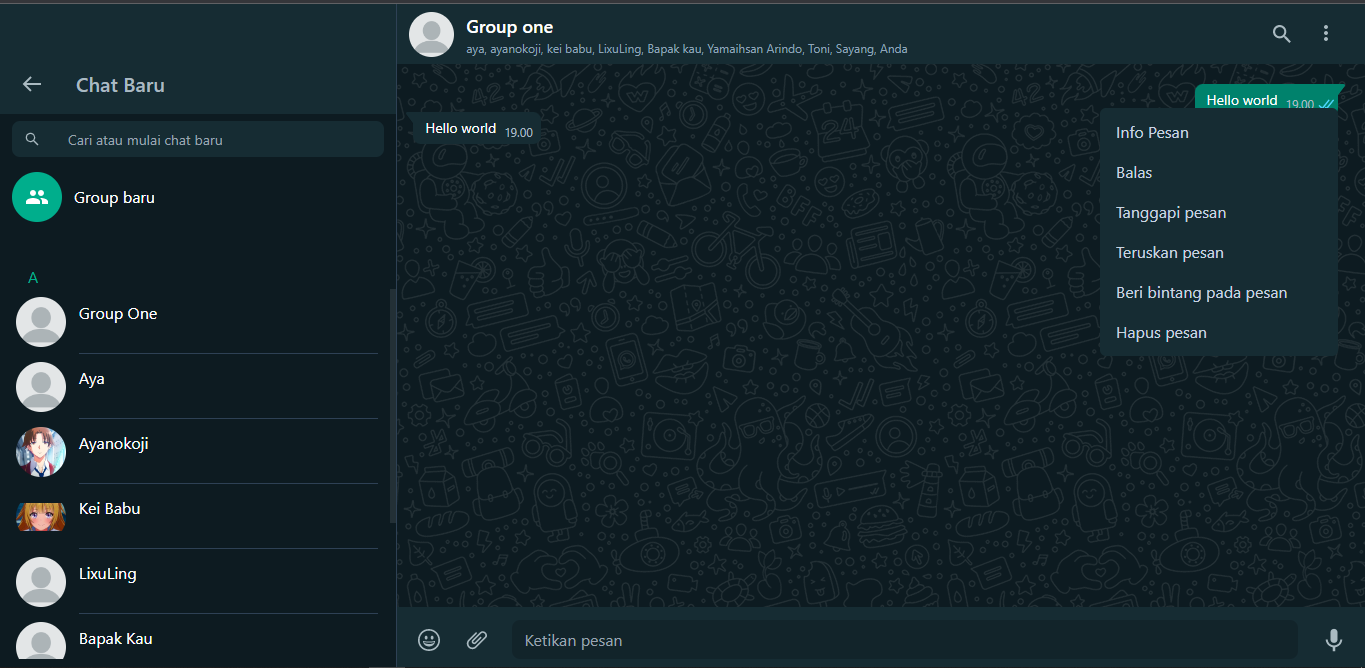 Chat Baru
Cari atau mulai chat baru
Group baru
A
Group One
Aya
Ayanokoji
Kei Babu
LixuLing
Bapak Kau
Group one
aya, ayanokoji, kei babu, LixuLing, Bapak kau, Yamaihsan Arindo, Toni, Sayang, Anda
Hello world 19.00
Hello world 19.00
Info Pesan
Balas
Tanggapi pesan
Teruskan pesan
Beri bintang pada pesan
Hapus pesan
Ketikan pesan